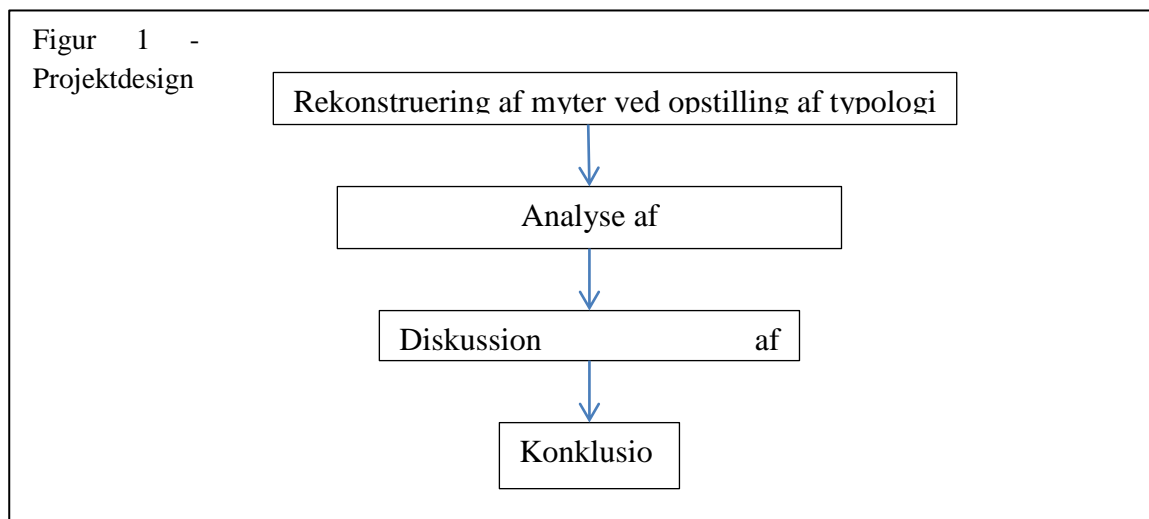 Figur 1 -
Projektdesign
Rekonstruering af myter ved opstilling af typologi
Analyse af
Diskussion af
Konklusio